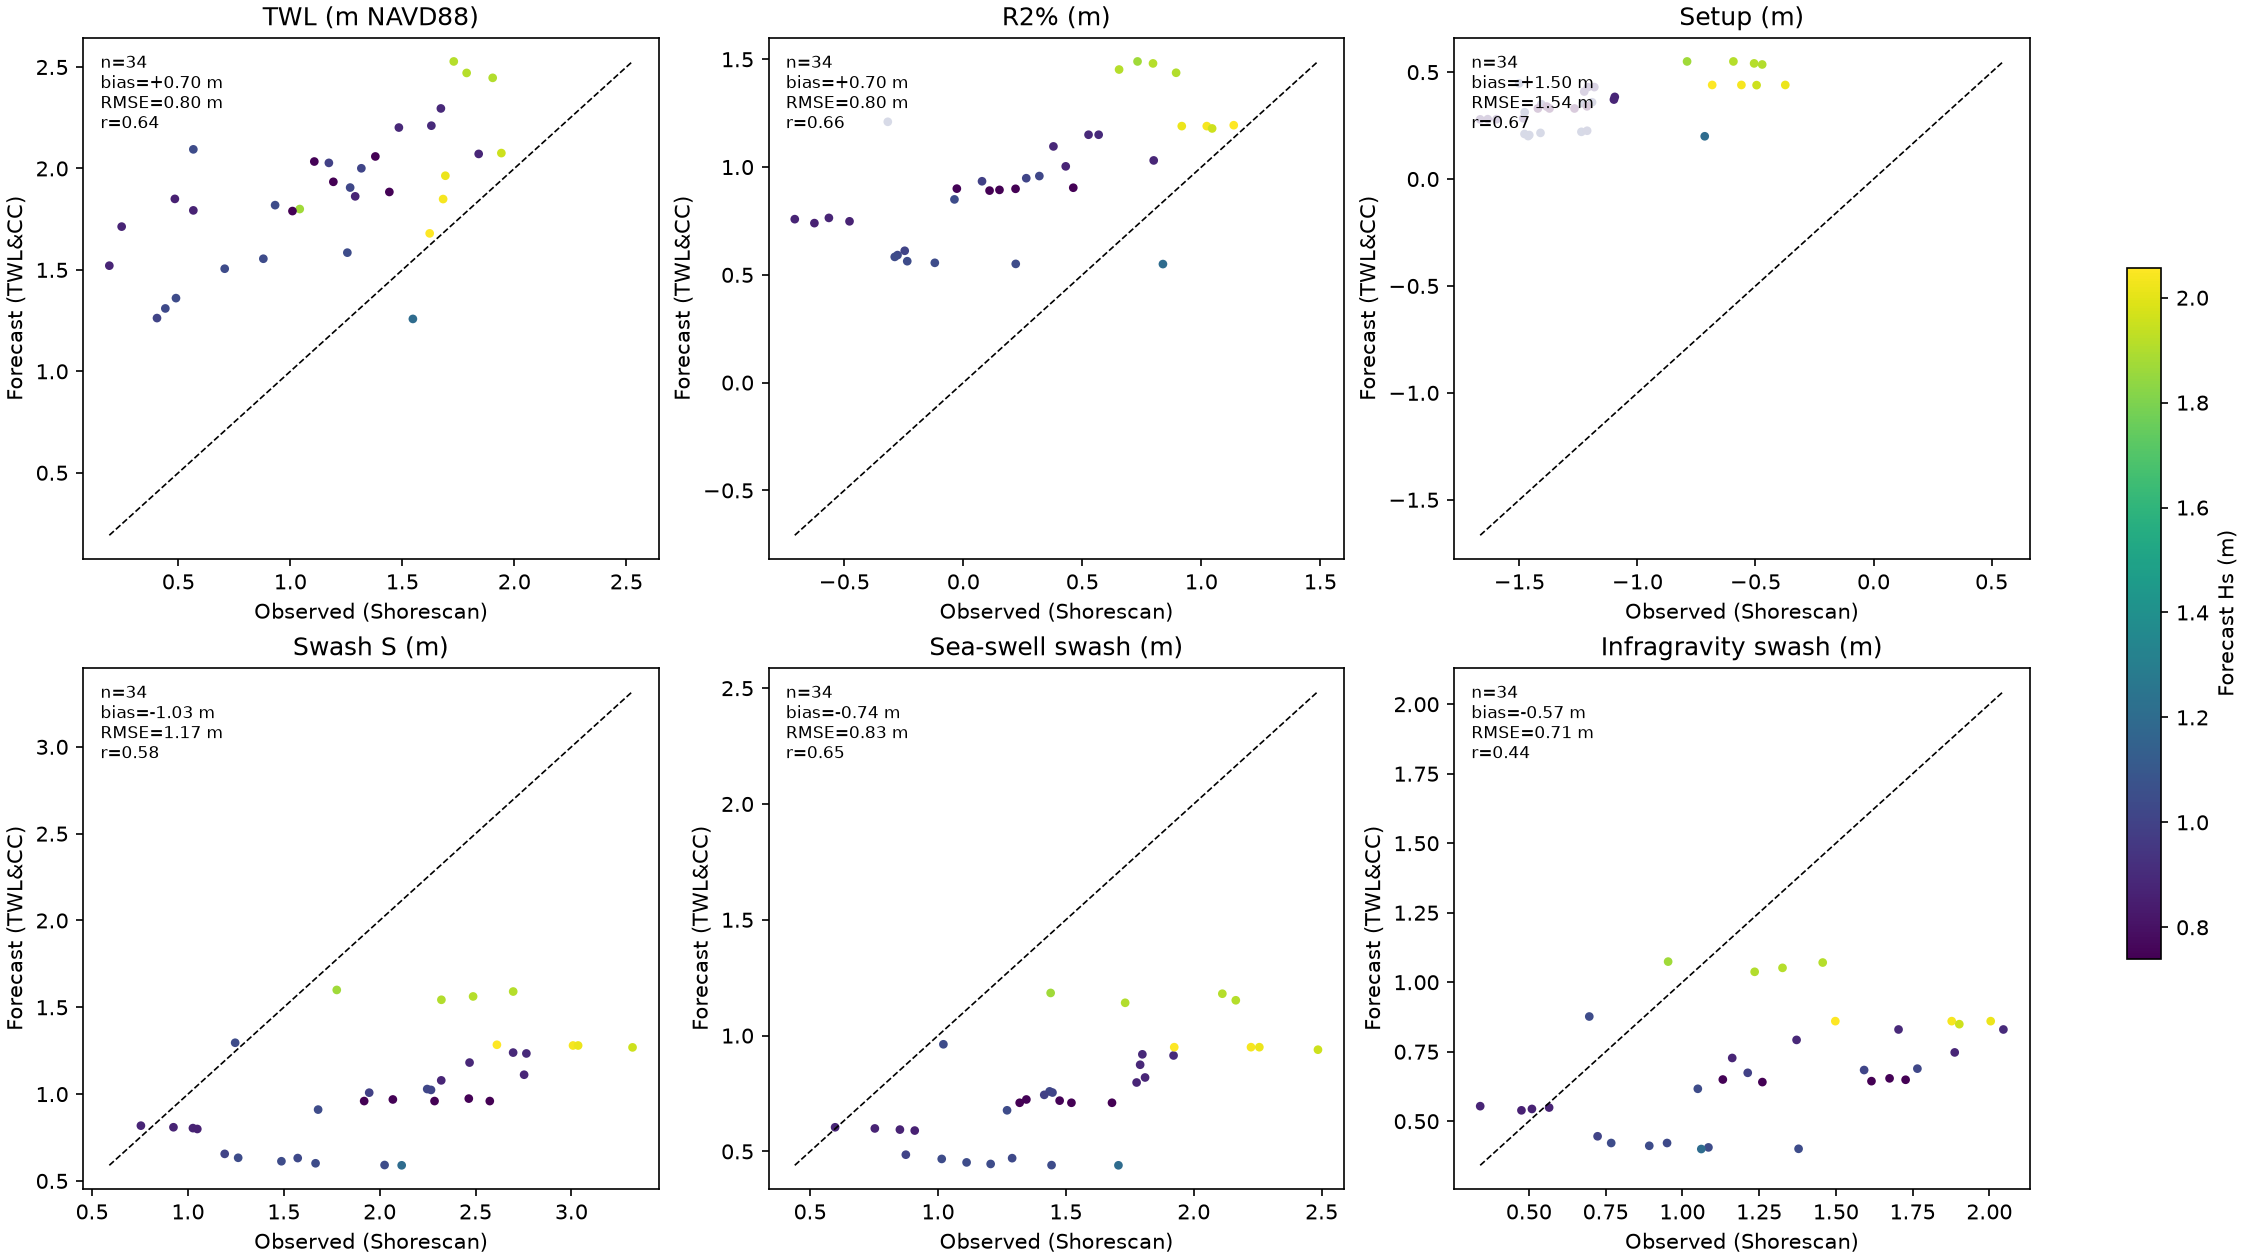 TWL (m NAVD88)
n=34
bias=+0.70 m
RMSE=0.80 m
r=0.64
2.5
2.0
1.5
1.0
0.5
Forecast (TWL&CC)
0.5 1.0 1.5 2.0 2.5
Observed (Shorescan)
R2% (m)
n=34
bias=+0.70 m
RMSE=0.80 m
r=0.66
1.5
1.0
0.5
0.0
−0.5
Forecast (TWL&CC)
−0.5 0.0 0.5 1.0 1.5
Observed (Shorescan)
Setup (m)
n=34
bias=+1.50 m
RMSE=1.54 m
r=0.67
0.5
0.0
−0.5
−1.0
−1.5
Forecast (TWL&CC)
−1.5 −1.0 −0.5 0.0 0.5
Observed (Shorescan)
Swash S (m)
n=34
bias=-1.03 m
RMSE=1.17 m
r=0.58
3.0
2.5
2.0
1.5
1.0
0.5
Forecast (TWL&CC)
0.5 1.0 1.5 2.0 2.5 3.0
Observed (Shorescan)
Sea-swell swash (m)
n=34
bias=-0.74 m
RMSE=0.83 m
r=0.65
2.5
2.0
1.5
1.0
0.5
Forecast (TWL&CC)
0.5 1.0 1.5 2.0 2.5
Observed (Shorescan)
Infragravity swash (m)
n=34
bias=-0.57 m
RMSE=0.71 m
r=0.44
2.00
1.75
1.50
1.25
1.00
0.75
0.50
Forecast (TWL&CC)
0.50 0.75 1.00 1.25 1.50 1.75 2.00
Observed (Shorescan)
2.0
1.8
1.6
1.4
1.2
1.0
0.8
Forecast Hs (m)